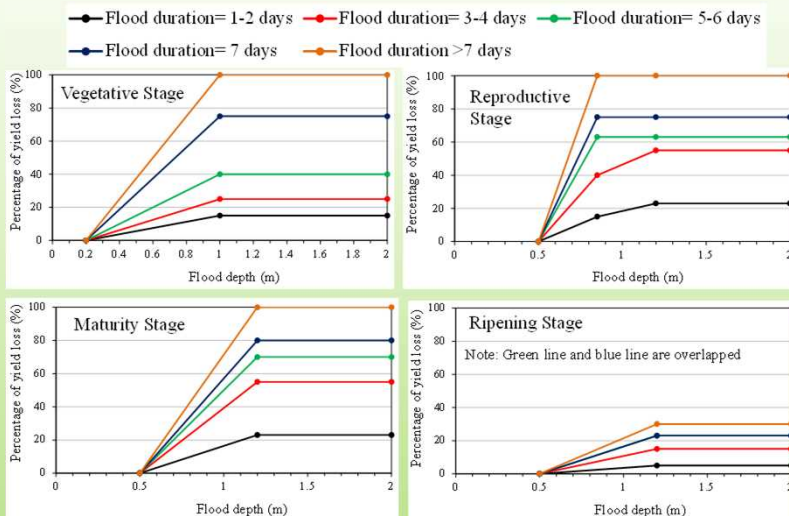 Flood duration= 1-2 days Flood duration= 3-4 days Flood duration= 5-6 days
Flood duration= 7 days Flood duration >7 days
Vegetative Stage
Percentage of yield loss (%)
100
80
60
40
20
0
0 0.2 0.4 0.6 0.8 1 1.2 1.4 1.6 1.8 2
Flood depth (m)
Reproductive
Stage
Percentage of yield loss (%)
100
80
60
40
20
0
0 0.5 1 1.5 2
Flood depth (m)
Maturity Stage
Percentage of yield loss (%)
100
80
60
40
20
0
0 0.5 1 1.5 2
Flood depth (m)
Ripening Stage
Note: Green line and blue line are overlapped
Percentage of yield loss (%)
100
80
60
40
20
0
0 0.5 1 1.5 2
Flood depth (m)